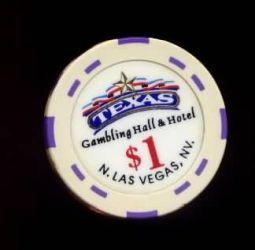 TEXAS
Gambling Hall & Hotel
$1
N. LAS VEGAS, NV.